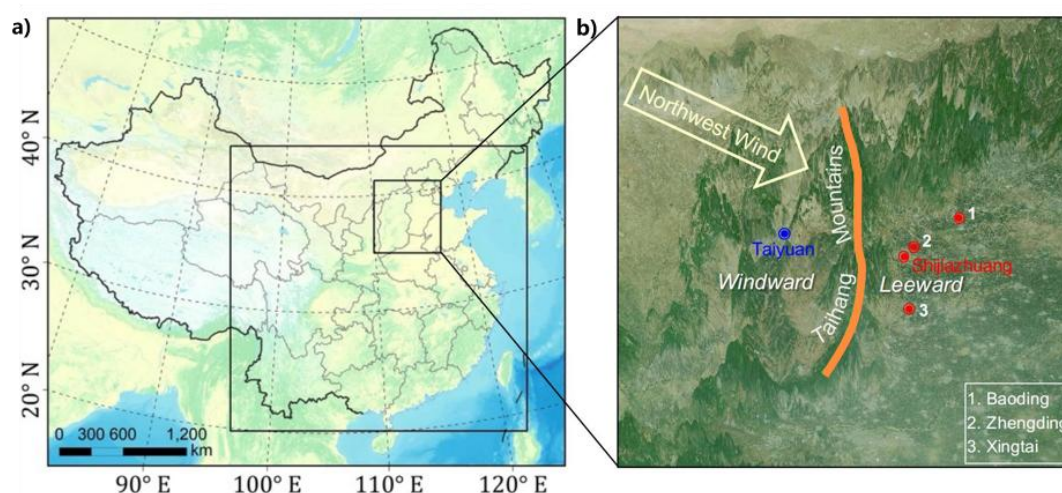 a)
40° N
30° N
20° N
0 300 600 1,200
km
90° E
100° E
110° E
120° E
b)
Northwest Wind
Mountains
Taihang
Taiyuan
Windward
1
2
Shijiazhuang
Leeward
3
1. Baoding
2. Zhengding
3. Xingtai